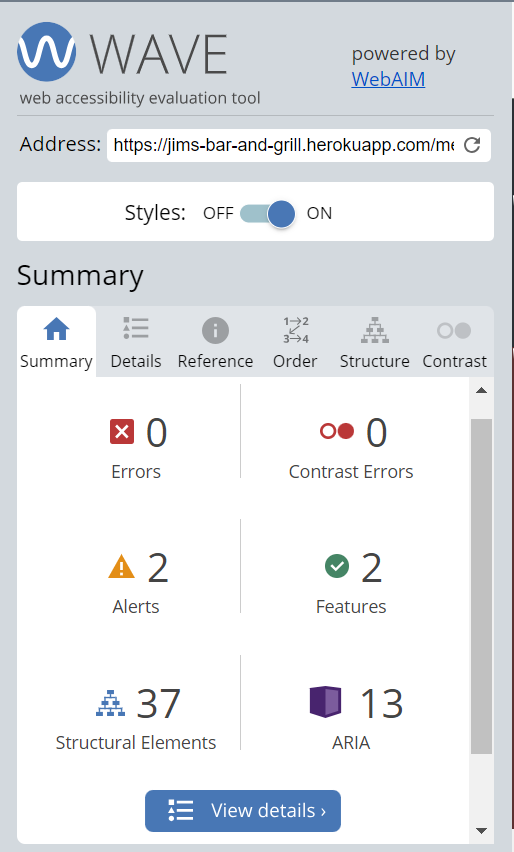 WAVE
web accessibility evaluation tool
powered by
WebAIM
Address: https://jims-bar-and-grill.herokuapp.com/me
Styles: OFF ON
Summary
Summary Details Reference Order Structure Contrast
0 0
Errors Contrast Errors
2 2
Alerts Features
37 13
Structural Elements ARIA
View details ›